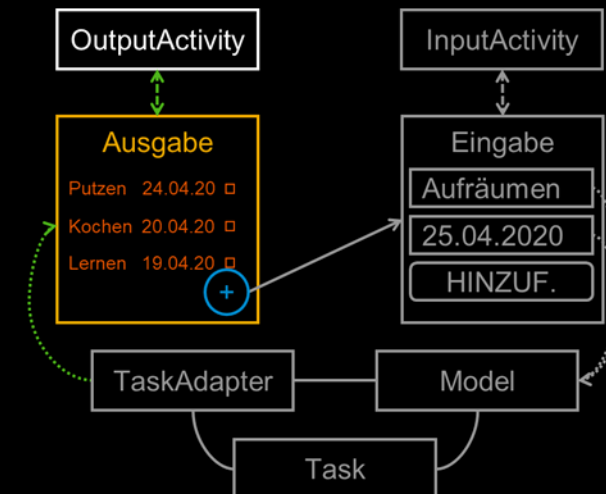 OutputActivity
InputActivity
Ausgabe
Putzen 24.04.20
Kochen 20.04.20
Lernen 19.04.20
+
Eingabe
Aufräumen
25.04.2020
HINZUF.
TaskAdapter
Model
Task